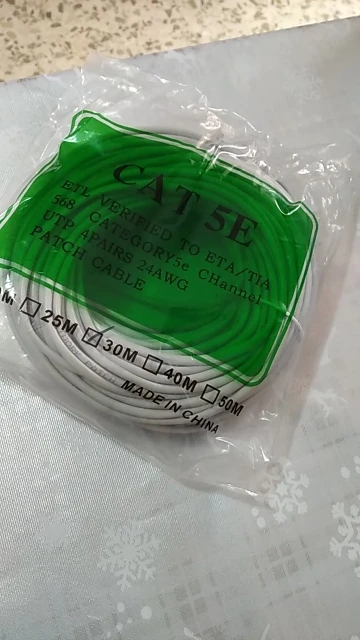 CAT 5E
ETL VERIFIED TO ETA/TIA
568 CATEGORY5e CHannel
UTP 4PAIRS 24AWG
PATCH CABLE
25M 30M 40M 50M
MADE IN CHINA